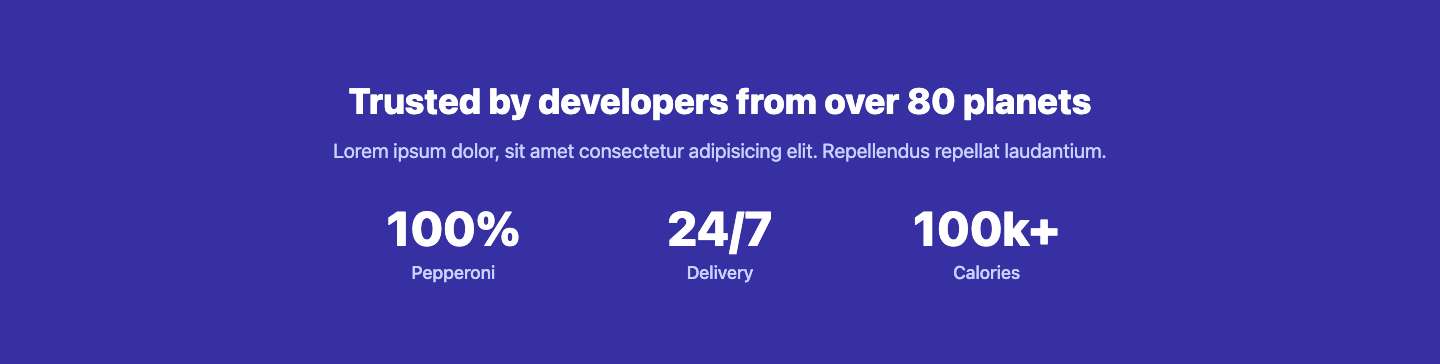 Trusted by developers from over 80 planets
Lorem ipsum dolor, sit amet consectetur adipisicing elit. Repellendus repellat laudantium.
100% 24/7 100k+
Pepperoni Delivery Calories